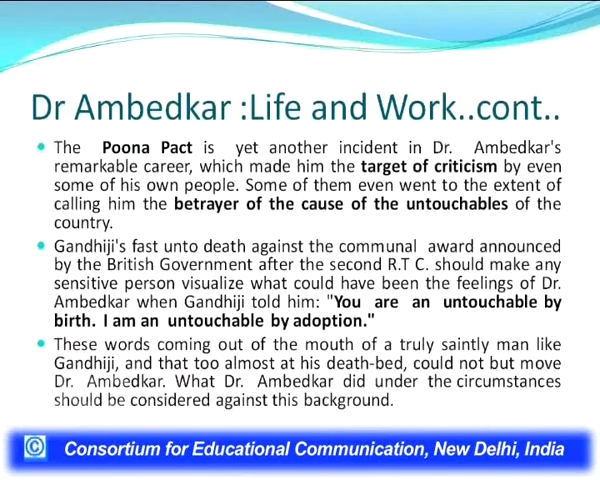 Dr Ambedkar :Life and Work..cont..
The Poona Pact is yet another incident in Dr. Ambedkar's
remarkable career, which made him the target of criticism by even
some of his own people. Some of them even went to the extent of
calling him the betrayer of the cause of the untouchables of the
country.
Gandhiji's fast unto death against the communal award announced
by the British Government after the second R.T C. should make any
sensitive person visualize what could have been the feelings of Dr.
Ambedkar when Gandhiji told him: "You are an untouchable by
birth. I am an untouchable by adoption."
These words coming out of the mouth of a truly saintly man like
Gandhiji, and that too almost at his death-bed, could not but move
Dr. Ambedkar. What Dr. Ambedkar did under the circumstances
should be considered against this background.
© Consortium for Educational Communication, New Delhi, India